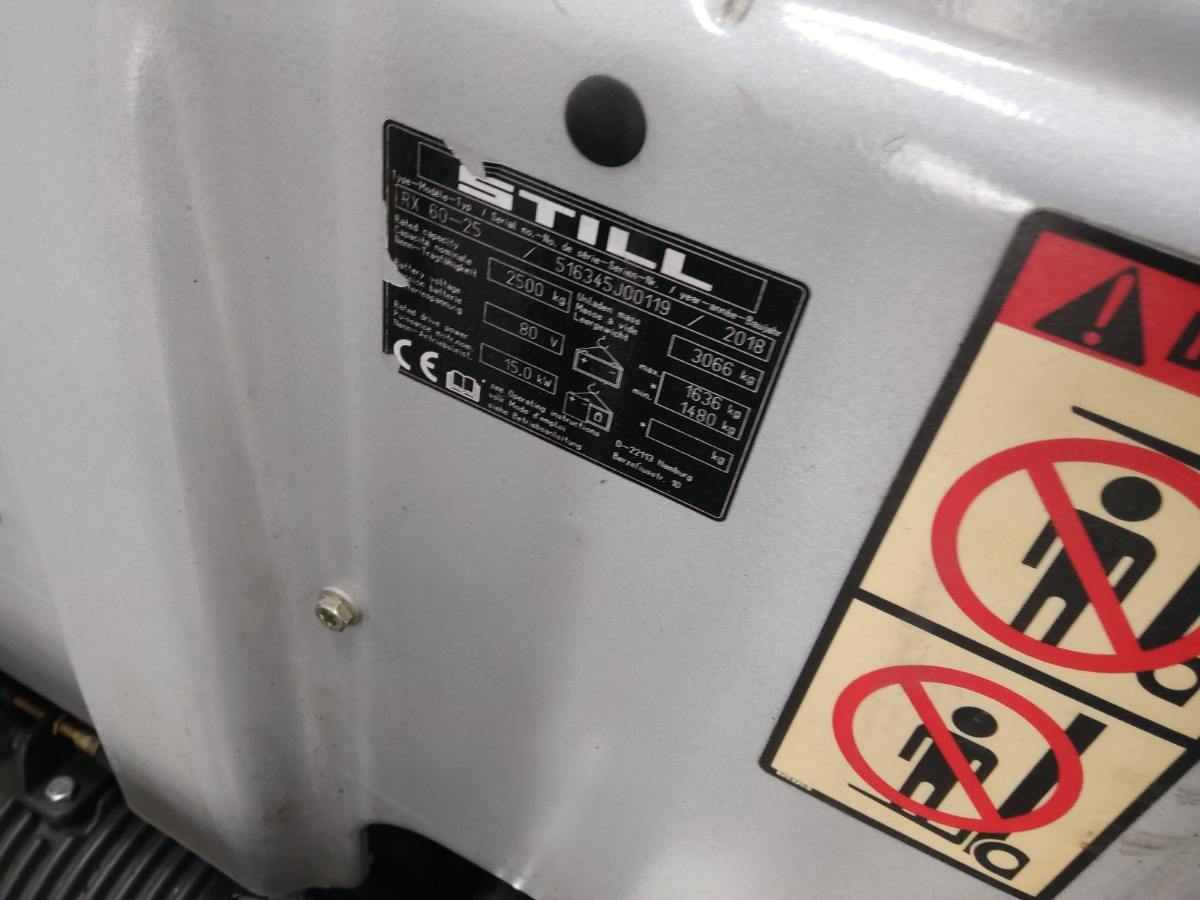 STILL
Type-Modèle-Typ / Serial no.-No. de série-Serien-Nr. / year-année-Baujahr
RX 60-25 / 516345J00119 / 2018
Rated capacity
Capacité nominale
Nenn-Tragfähigkeit
2500 kg
Unladen mass
Masse à vide
Leergewicht
3066 kg
Battery voltage
batterie
80 V
max. 1636 kg
* min. 1480 kg
Rated drive power
Puissance motr.nom.
Nenn-Antriebsleist.
15.0 kW
* kg
CE
* see Operating instructions
voir Mode d'emploi
siehe Betriebsanleitung
D-22113 Hamburg
Berzeliusstr. 10